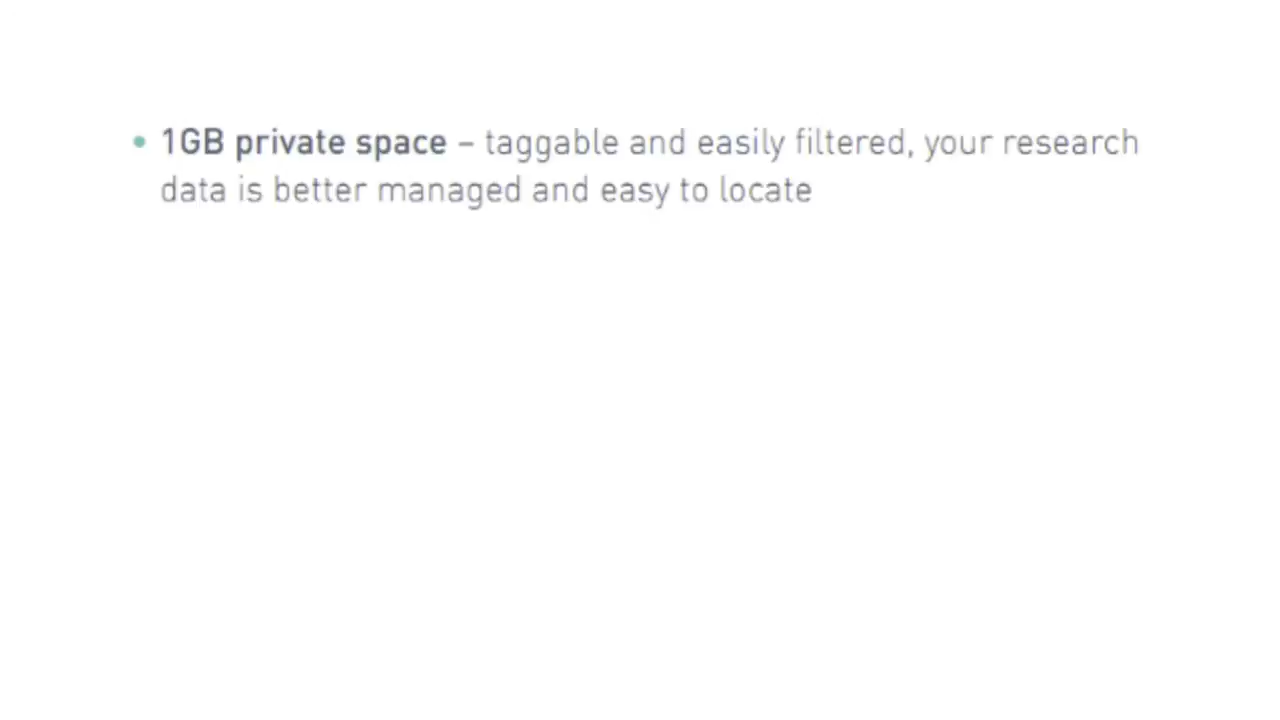 • 1GB private space – taggable and easily filtered, your research
data is better managed and easy to locate